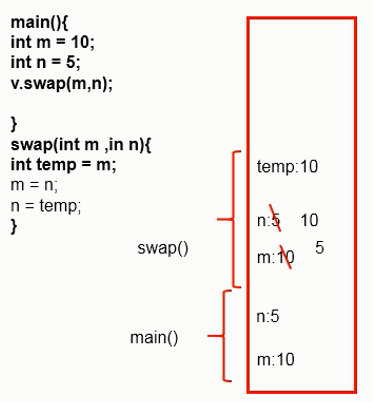 main(){
int m = 10;
int n = 5;
v.swap(m,n);
}
swap(int m ,in n){
int temp = m;
m = n;
n = temp;
}
swap()
main()
temp:10
n:5 10
m:10 5
n:5
m:10